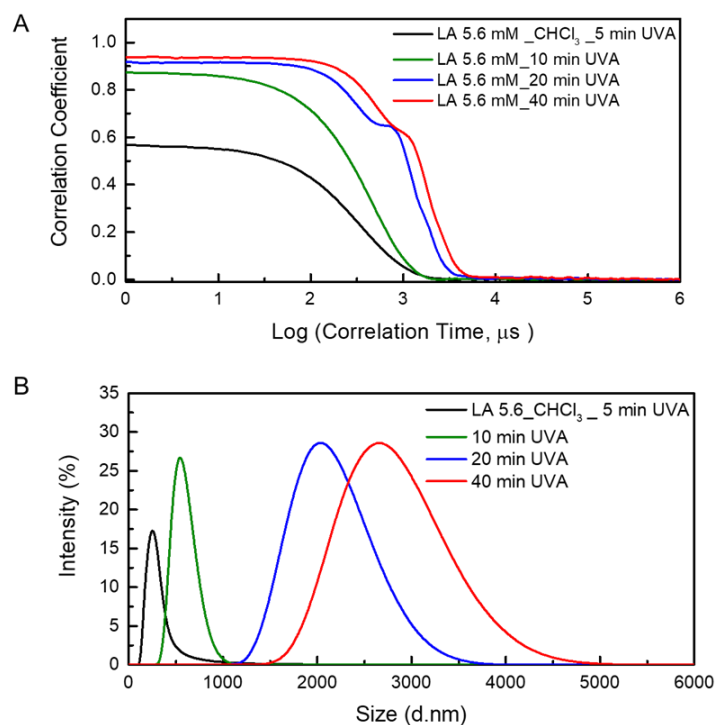 A
LA 5.6 mM _CHCl₃ _5 min UVA
LA 5.6 mM_10 min UVA
LA 5.6 mM_20 min UVA
LA 5.6 mM_40 min UVA
1.0
0.8
0.6
0.4
0.2
0.0
Correlation Coefficient
0 1 2 3 4 5 6
Log (Correlation Time, μs )
B
LA 5.6_CHCl₃ _ 5 min UVA
10 min UVA
20 min UVA
40 min UVA
35
30
25
20
15
10
5
0
Intensity (%)
0 1000 2000 3000 4000 5000 6000
Size (d.nm)